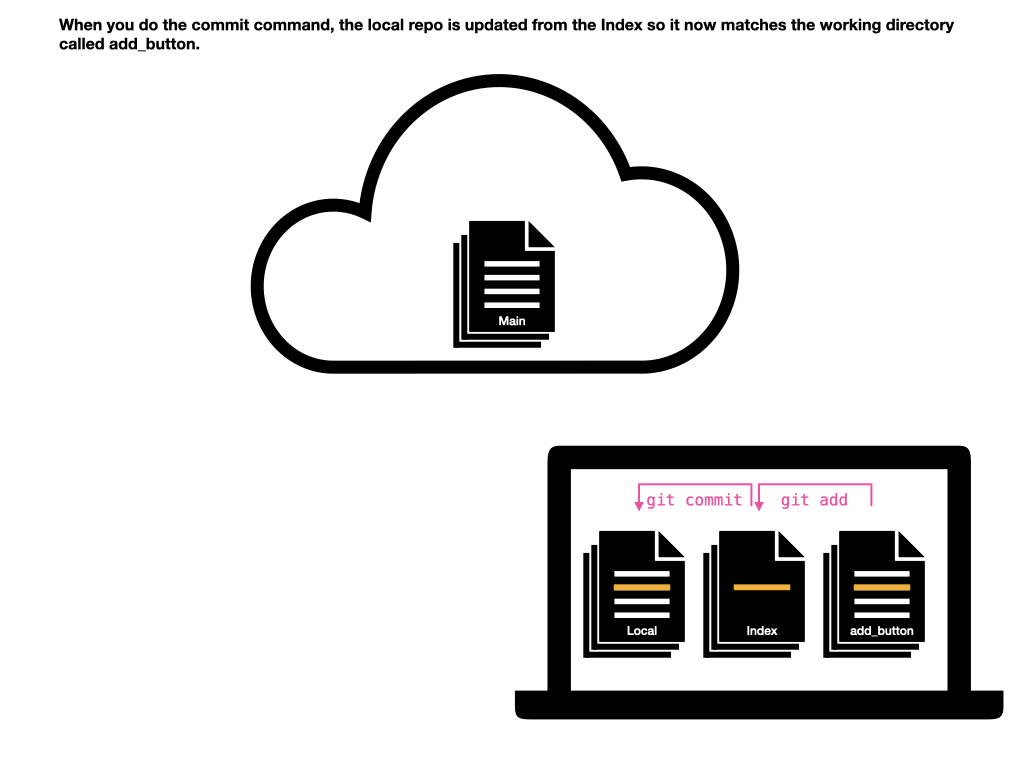 When you do the commit command, the local repo is updated from the Index so it now matches the working directory
called add_button.
Main
git commit
git add
Local
Index
add_button